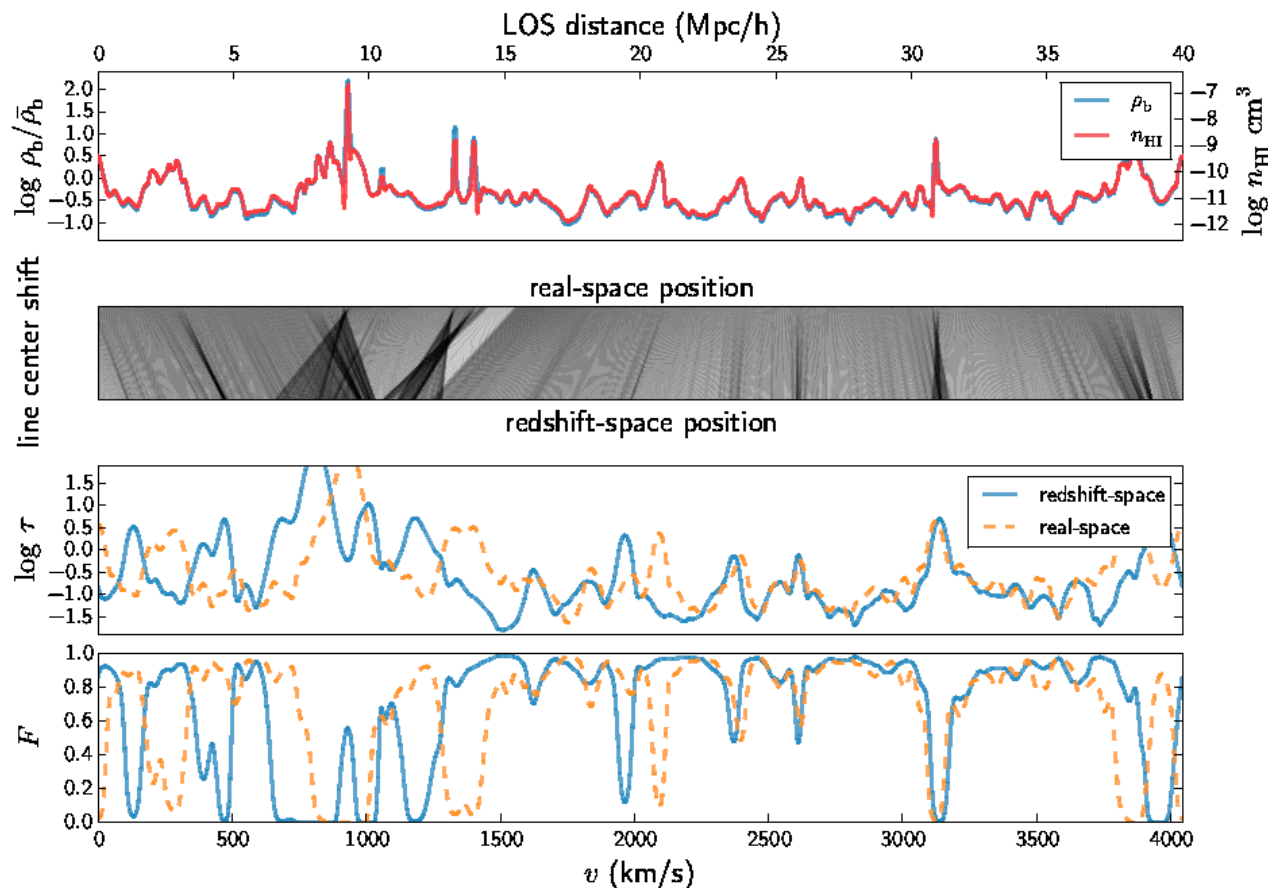 LOS distance (Mpc/h)
0 5 10 15 20 25 30 35 40
log ρb/ρ̄b
2.0
1.5
1.0
0.5
0.0
−0.5
−1.0
ρb
nHI
−7
−8
−9
−10
−11
−12
log nHI cm³
real-space position
line center shift
redshift-space position
log τ
1.5
1.0
0.5
0.0
−0.5
−1.0
−1.5
redshift-space
real-space
F
1.0
0.8
0.6
0.4
0.2
0.0
0 500 1000 1500 2000 2500 3000 3500 4000
v (km/s)